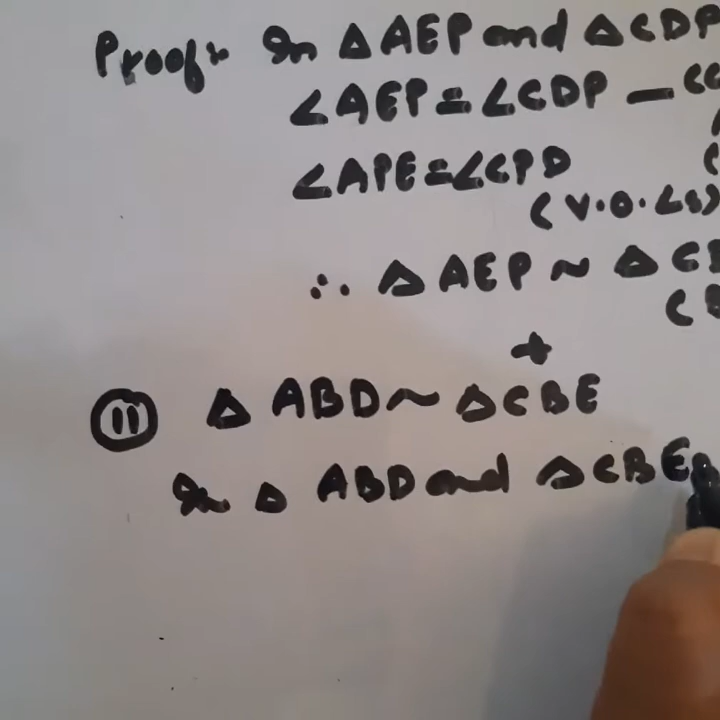 Proof:- In △AEP and △CDP
∠AEP = ∠CDP —
∠APE = ∠CPD
(V.O.∠s)
∴ △AEP ~ △C
△ABD ~ △CBE
(ii)
In △ABD and △CBE